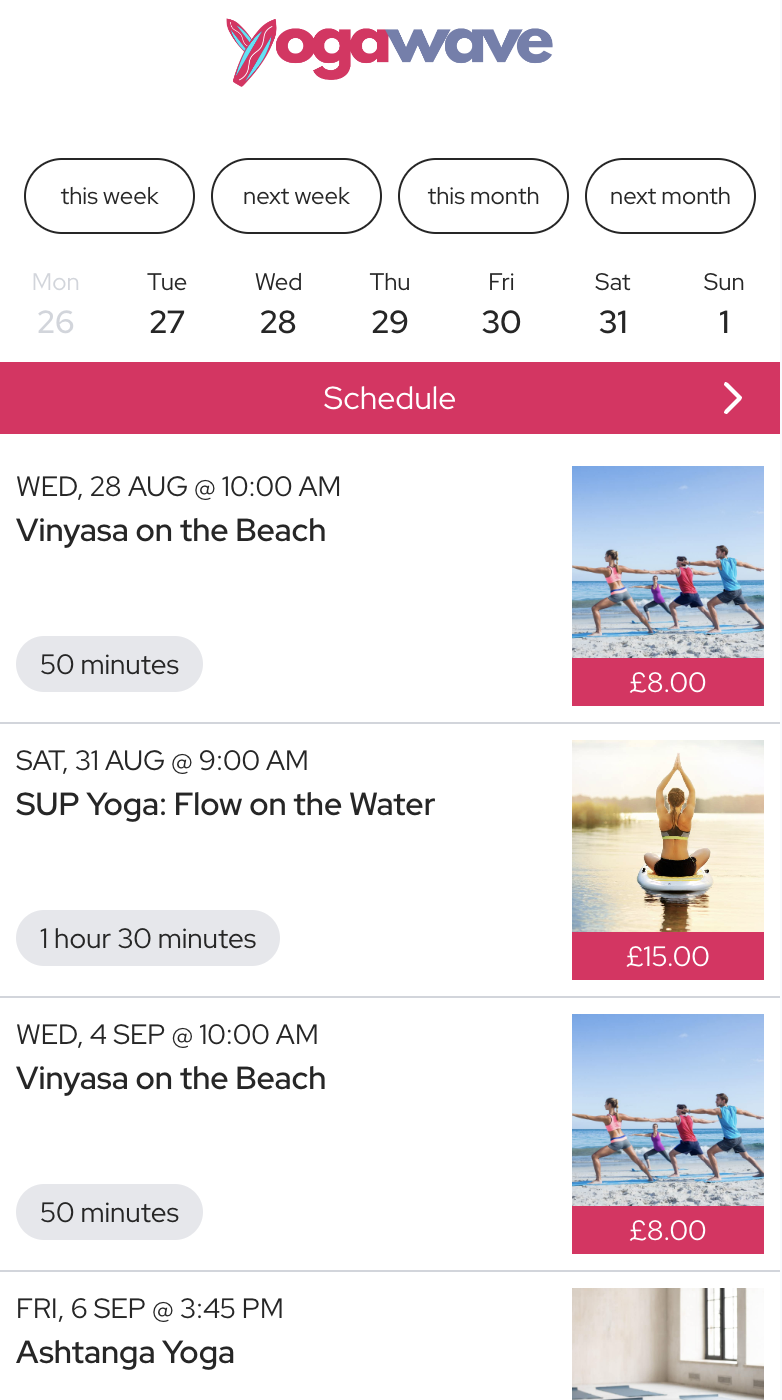 Yogawave
this week next week this month next month
Mon Tue Wed Thu Fri Sat Sun
26 27 28 29 30 31 1
Schedule
WED, 28 AUG @ 10:00 AM
Vinyasa on the Beach
50 minutes
£8.00
SAT, 31 AUG @ 9:00 AM
SUP Yoga: Flow on the Water
1 hour 30 minutes
£15.00
WED, 4 SEP @ 10:00 AM
Vinyasa on the Beach
50 minutes
£8.00
FRI, 6 SEP @ 3:45 PM
Ashtanga Yoga